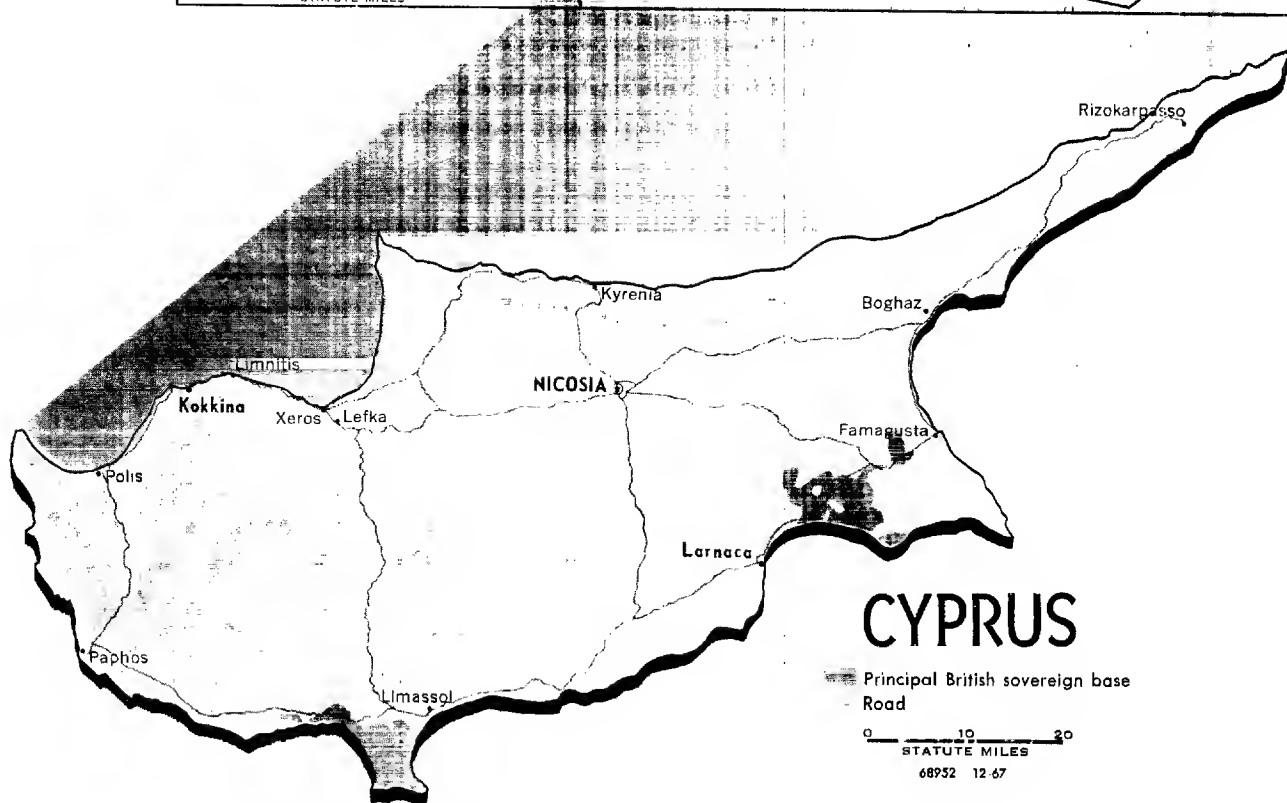 STATUTE MILES
Rizokarpasso
Kyrenia
Boghaz
Limnitis
NICOSIA
Kokkina
Xeros
Lefka
Famagusta
Polis
Larnaca
CYPRUS
Paphos
Principal British sovereign base
Limassol
Road
0 10 20
STATUTE MILES
68952 12-67